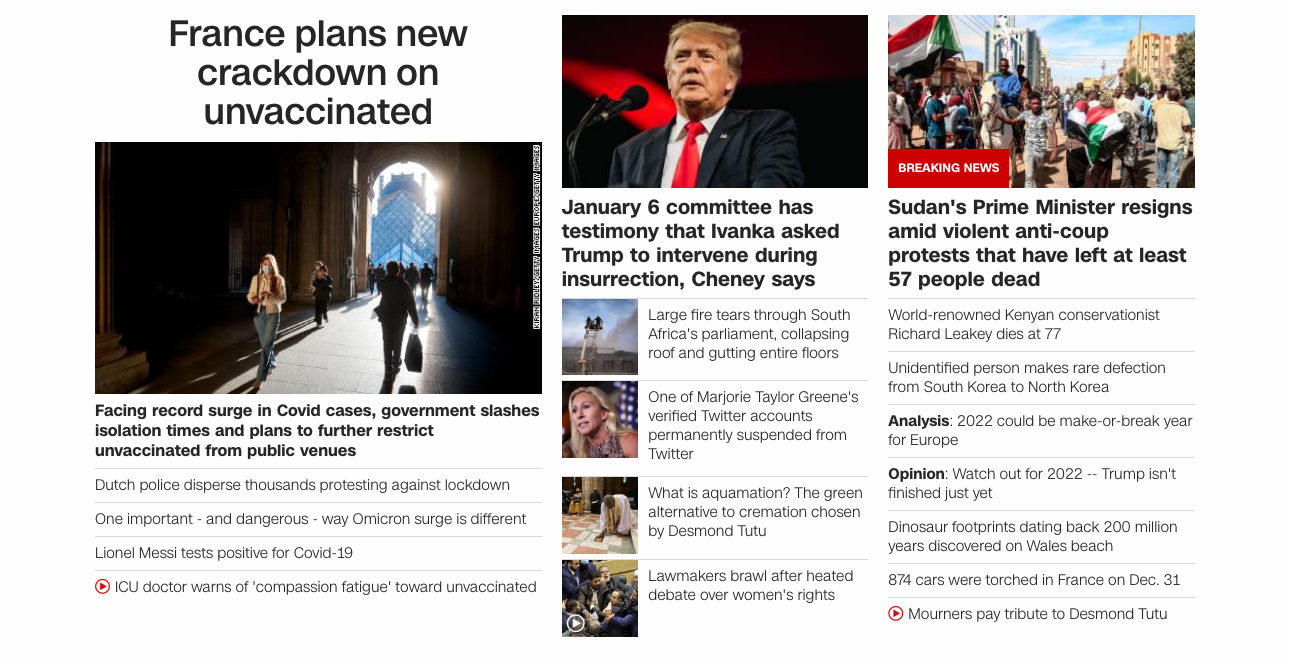 France plans new
crackdown on
unvaccinated
KIRAN RIDLEY/GETTY IMAGES EUROPE/GETTY IMAGES
Facing record surge in Covid cases, government slashes
isolation times and plans to further restrict
unvaccinated from public venues
Dutch police disperse thousands protesting against lockdown
One important - and dangerous - way Omicron surge is different
Lionel Messi tests positive for Covid-19
ICU doctor warns of 'compassion fatigue' toward unvaccinated
January 6 committee has
testimony that Ivanka asked
Trump to intervene during
insurrection, Cheney says
Large fire tears through South
Africa's parliament, collapsing
roof and gutting entire floors
One of Marjorie Taylor Greene's
verified Twitter accounts
permanently suspended from
Twitter
What is aquamation? The green
alternative to cremation chosen
by Desmond Tutu
Lawmakers brawl after heated
debate over women's rights
BREAKING NEWS
Sudan's Prime Minister resigns
amid violent anti-coup
protests that have left at least
57 people dead
World-renowned Kenyan conservationist
Richard Leakey dies at 77
Unidentified person makes rare defection
from South Korea to North Korea
Analysis: 2022 could be make-or-break year
for Europe
Opinion: Watch out for 2022 -- Trump isn't
finished just yet
Dinosaur footprints dating back 200 million
years discovered on Wales beach
874 cars were torched in France on Dec. 31
Mourners pay tribute to Desmond Tutu